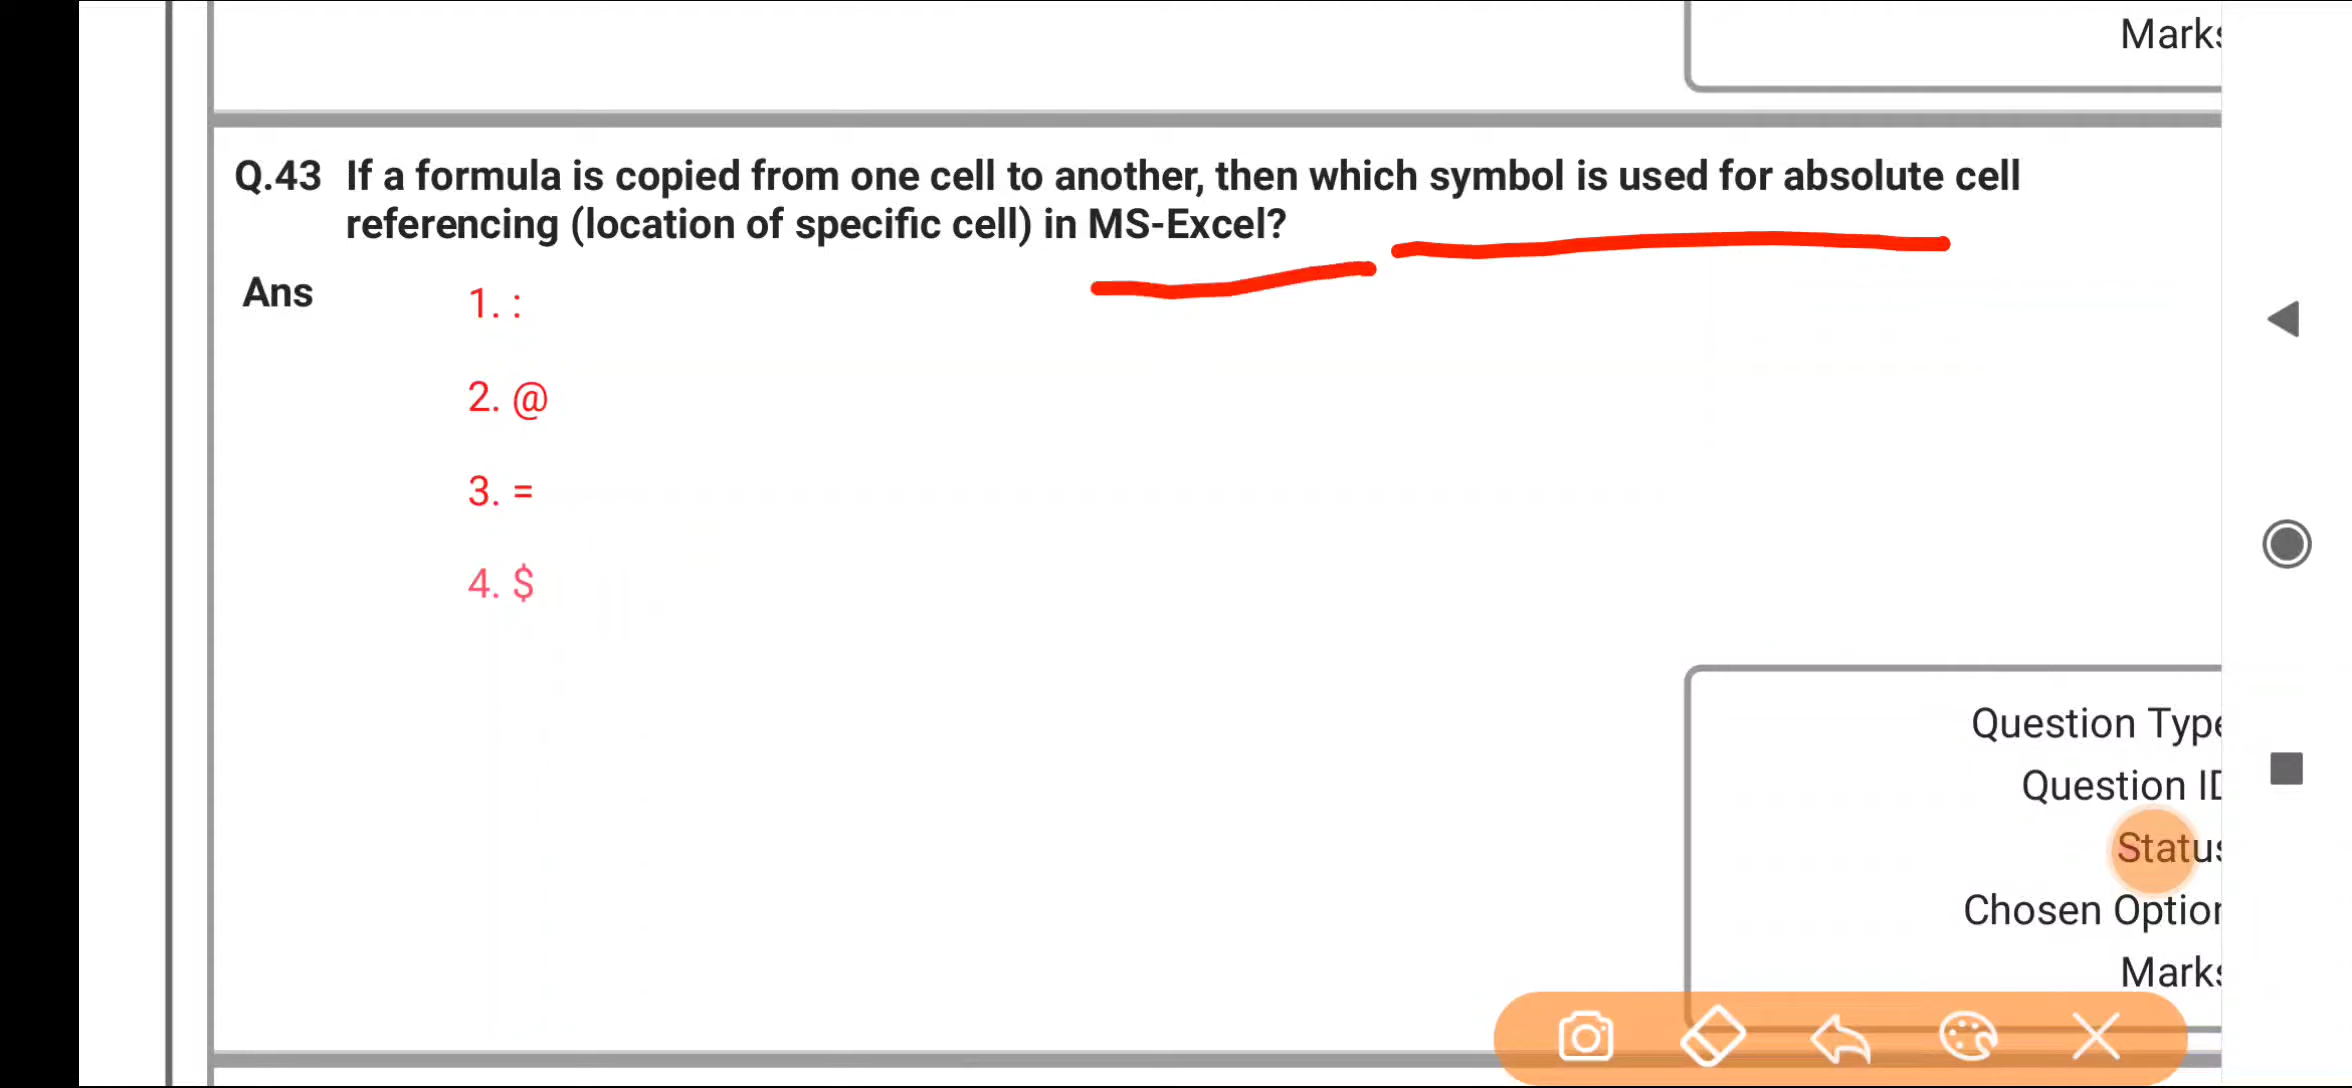 Marks
Q.43 If a formula is copied from one cell to another, then which symbol is used for absolute cell
referencing (location of specific cell) in MS-Excel?
Ans 1. :
2. @
3. =
4. $
Question Type
Question ID
Status
Chosen Option
Marks